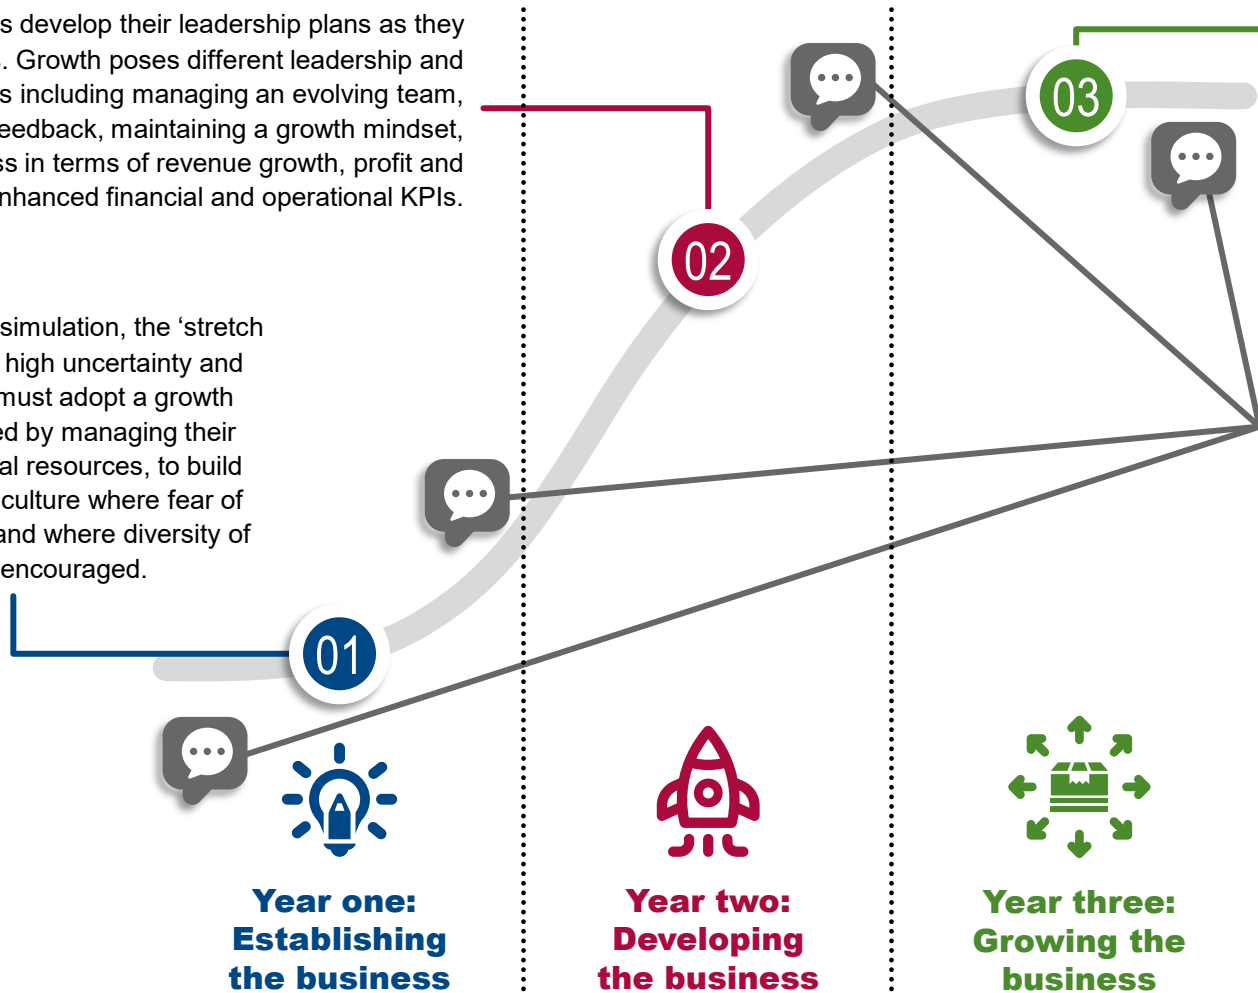 s develop their leadership plans as they
. Growth poses different leadership and
s including managing an evolving team,
eedback, maintaining a growth mindset,
ss in terms of revenue growth, profit and
nhanced financial and operational KPIs.
03
02
simulation, the ‘stretch
high uncertainty and
must adopt a growth
ed by managing their
al resources, to build
culture where fear of
and where diversity of
encouraged.
01
Year one:
Establishing
the business
Year two:
Developing
the business
Year three:
Growing the
business